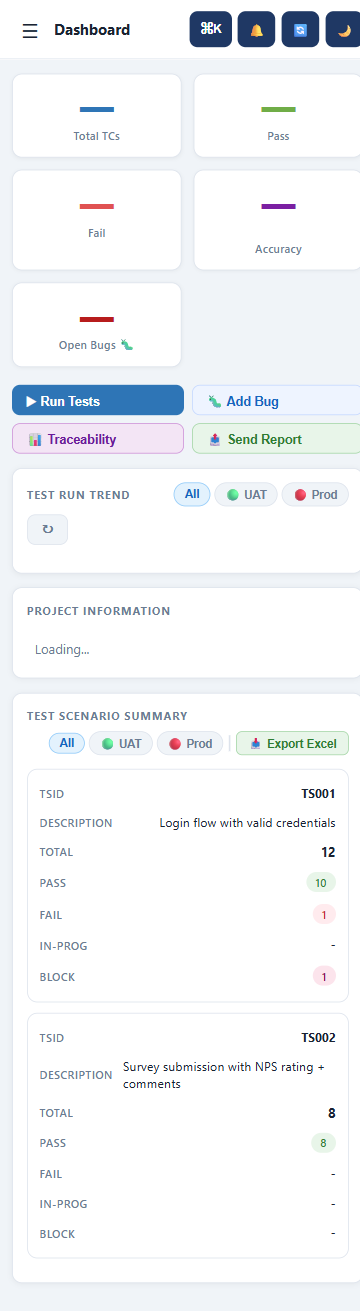 ☰ Dashboard ⌘K 🔔 🔄 🌙
—
Total TCs
—
Pass
—
Fail
—
Accuracy
—
Open Bugs 🐛
▶ Run Tests
🐛 Add Bug
📊 Traceability
📤 Send Report
TEST RUN TREND All 🟢 UAT 🔴 Prod
↻
PROJECT INFORMATION
Loading...
TEST SCENARIO SUMMARY
All 🟢 UAT 🔴 Prod 📥 Export Excel
TSID TS001
DESCRIPTION Login flow with valid credentials
TOTAL 12
PASS 10
FAIL 1
IN-PROG -
BLOCK 1
TSID TS002
DESCRIPTION Survey submission with NPS rating +
comments
TOTAL 8
PASS 8
FAIL -
IN-PROG -
BLOCK -